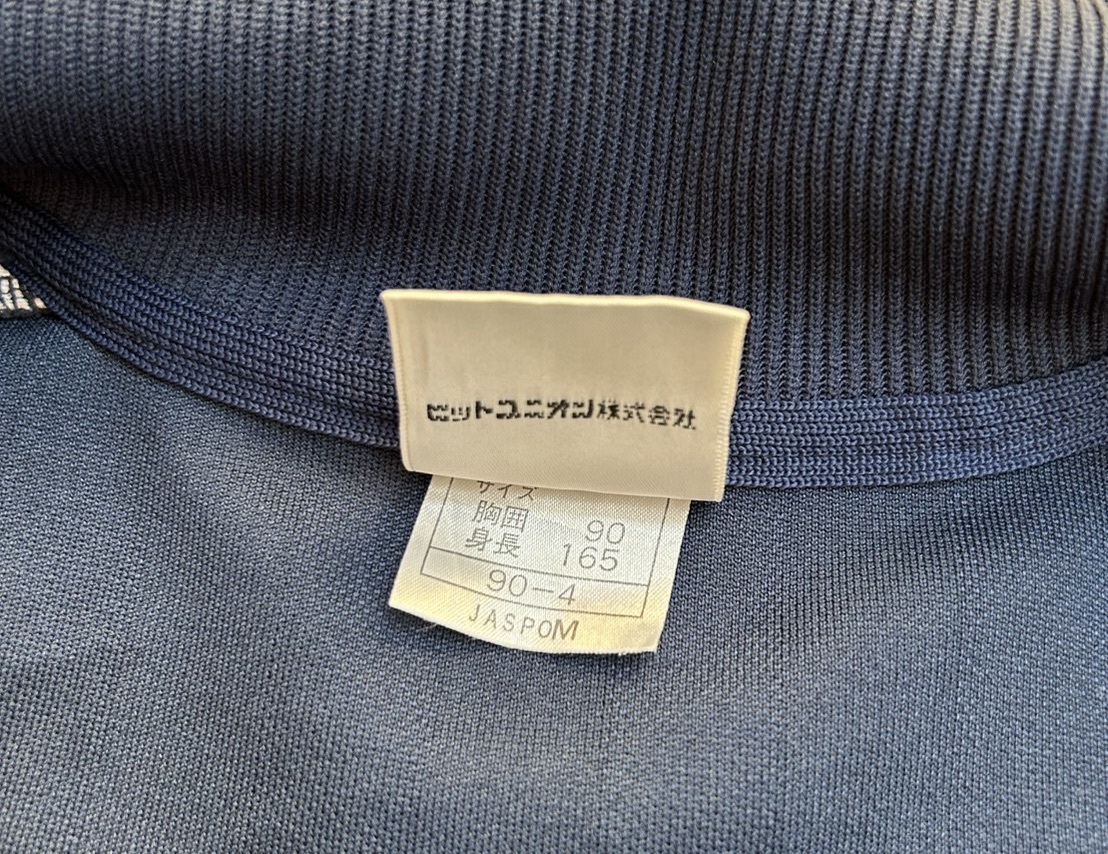 ヒットユニオン株式会社
サイズ
胸囲 90
身長 165
90-4
JASPOM